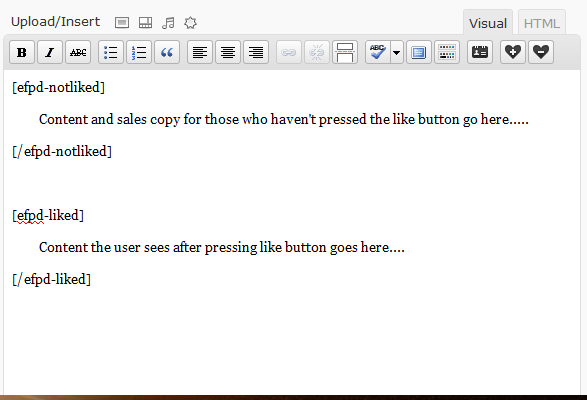 Upload/Insert
Visual
HTML
B I ABC
ABC
[efpd-notliked]
Content and sales copy for those who haven't pressed the like button go here.....
[/efpd-notliked]
[efpd-liked]
Content the user sees after pressing like button goes here....
[/efpd-liked]